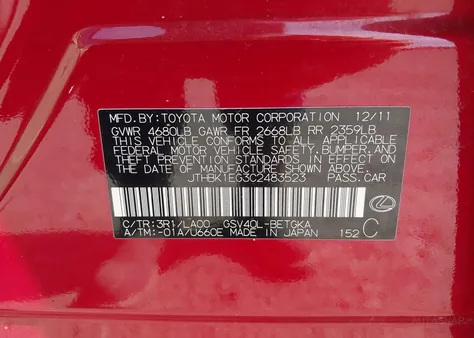 MFD.BY:TOYOTA MOTOR CORPORATION 12/11
GVWR 4680LB GAWR FR 2668LB RR 2359LB
THIS VEHICLE CONFORMS TO ALL APPLICABLE
FEDERAL MOTOR VEHICLE SAFETY,BUMPER,AND
THEFT PREVENTION STANDARDS IN EFFECT ON
THE DATE OF MANUFACTURE SHOWN ABOVE.
JTHBK1EG3C2483523 PASS.CAR
C/TR:3R1/LA00 GSV40L-BETGKA
A/TM:-01A/U660E MADE IN JAPAN 152 C